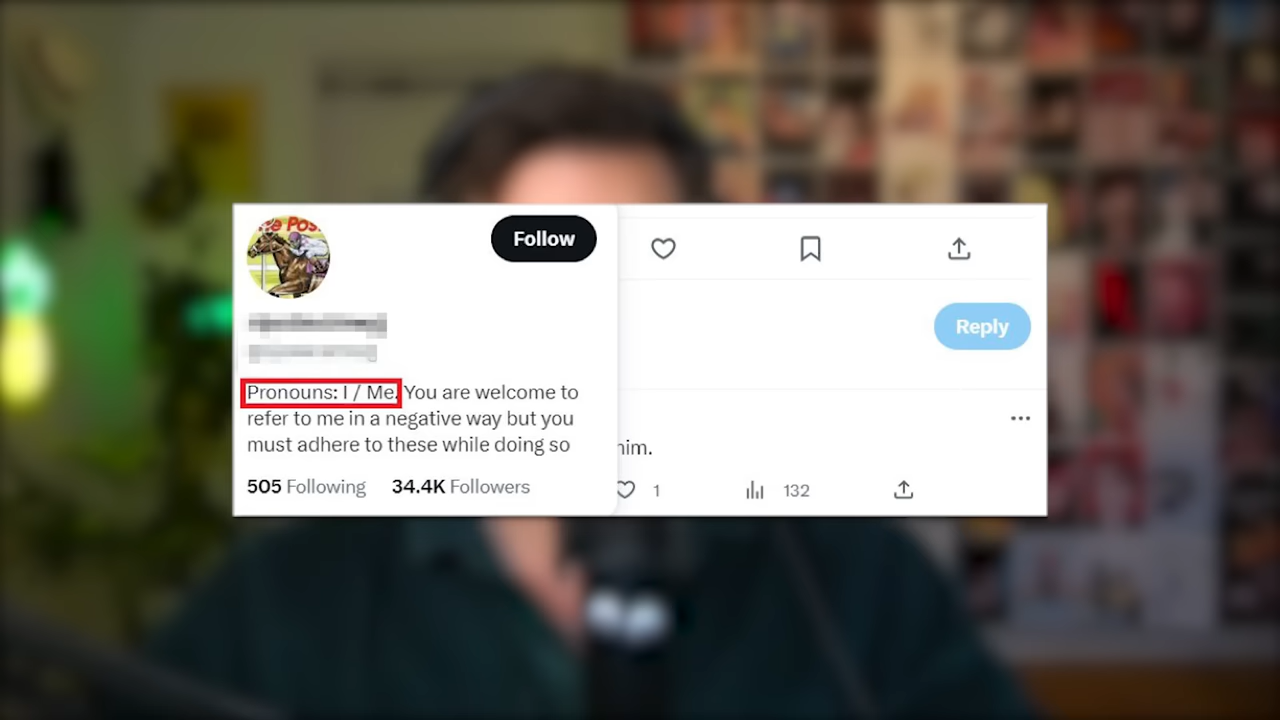 Follow
Reply
Pronouns: I / Me. You are welcome to
refer to me in a negative way but you
must adhere to these while doing so
him.
505 Following 34.4K Followers
1 132